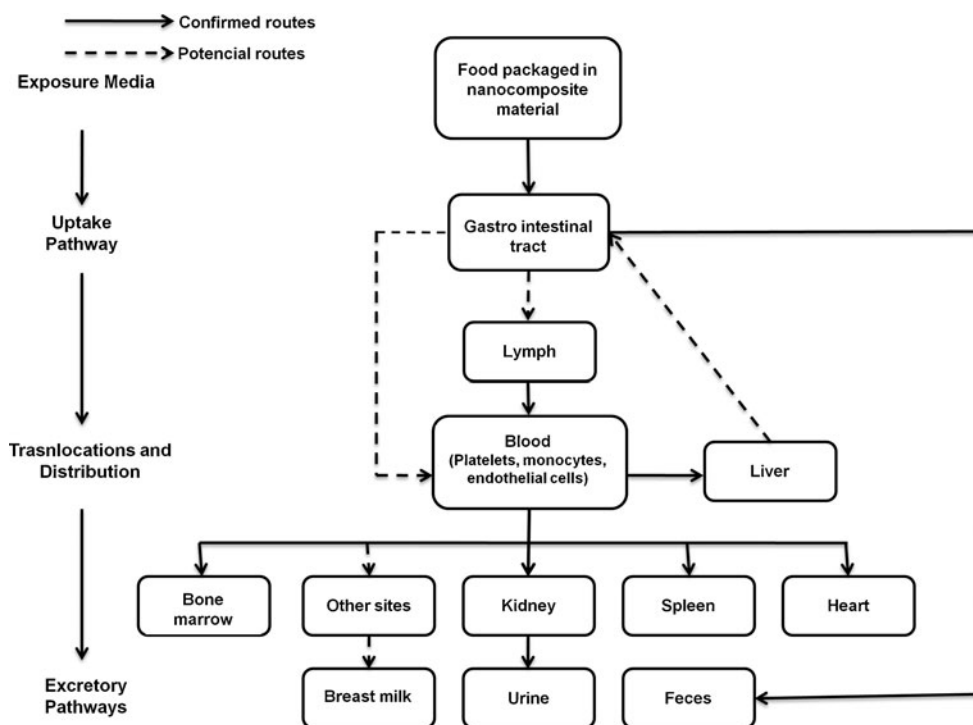 Confirmed routes
Potencial routes
Exposure Media
Food packaged in
nanocomposite
material
Uptake
Pathway
Gastro intestinal
tract
Lymph
Trasnlocations and
Distribution
Blood
(Platelets, monocytes,
endothelial cells)
Liver
Bone
marrow
Other sites
Kidney
Spleen
Heart
Excretory
Pathways
Breast milk
Urine
Feces